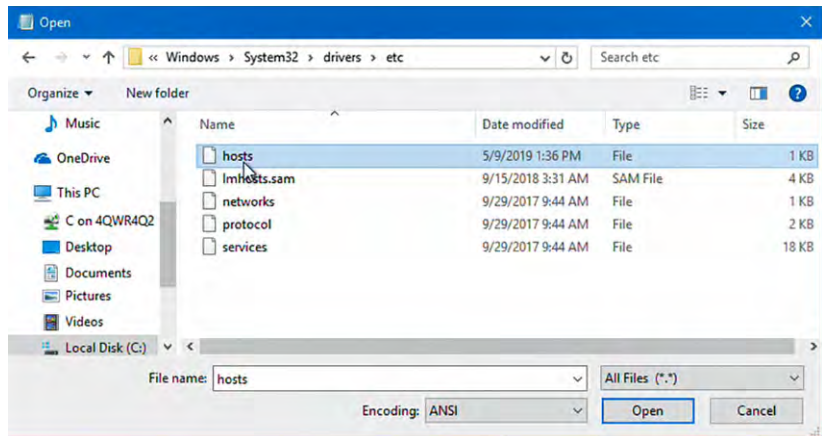 Open
« Windows › System32 › drivers › etc
Search etc
Organize
New folder
?
Name
Date modified
Type
Size
Music
OneDrive
This PC
C on 4QWR4Q2
Desktop
Documents
Pictures
Videos
Local Disk (C:)
hosts 5/9/2019 1:36 PM File 1 KB
lmhosts.sam 9/15/2018 3:31 AM SAM File 4 KB
networks 9/29/2017 9:44 AM File 1 KB
protocol 9/29/2017 9:44 AM File 2 KB
services 9/29/2017 9:44 AM File 18 KB
File name: hosts
All Files (*.*)
Encoding: ANSI
Open
Cancel